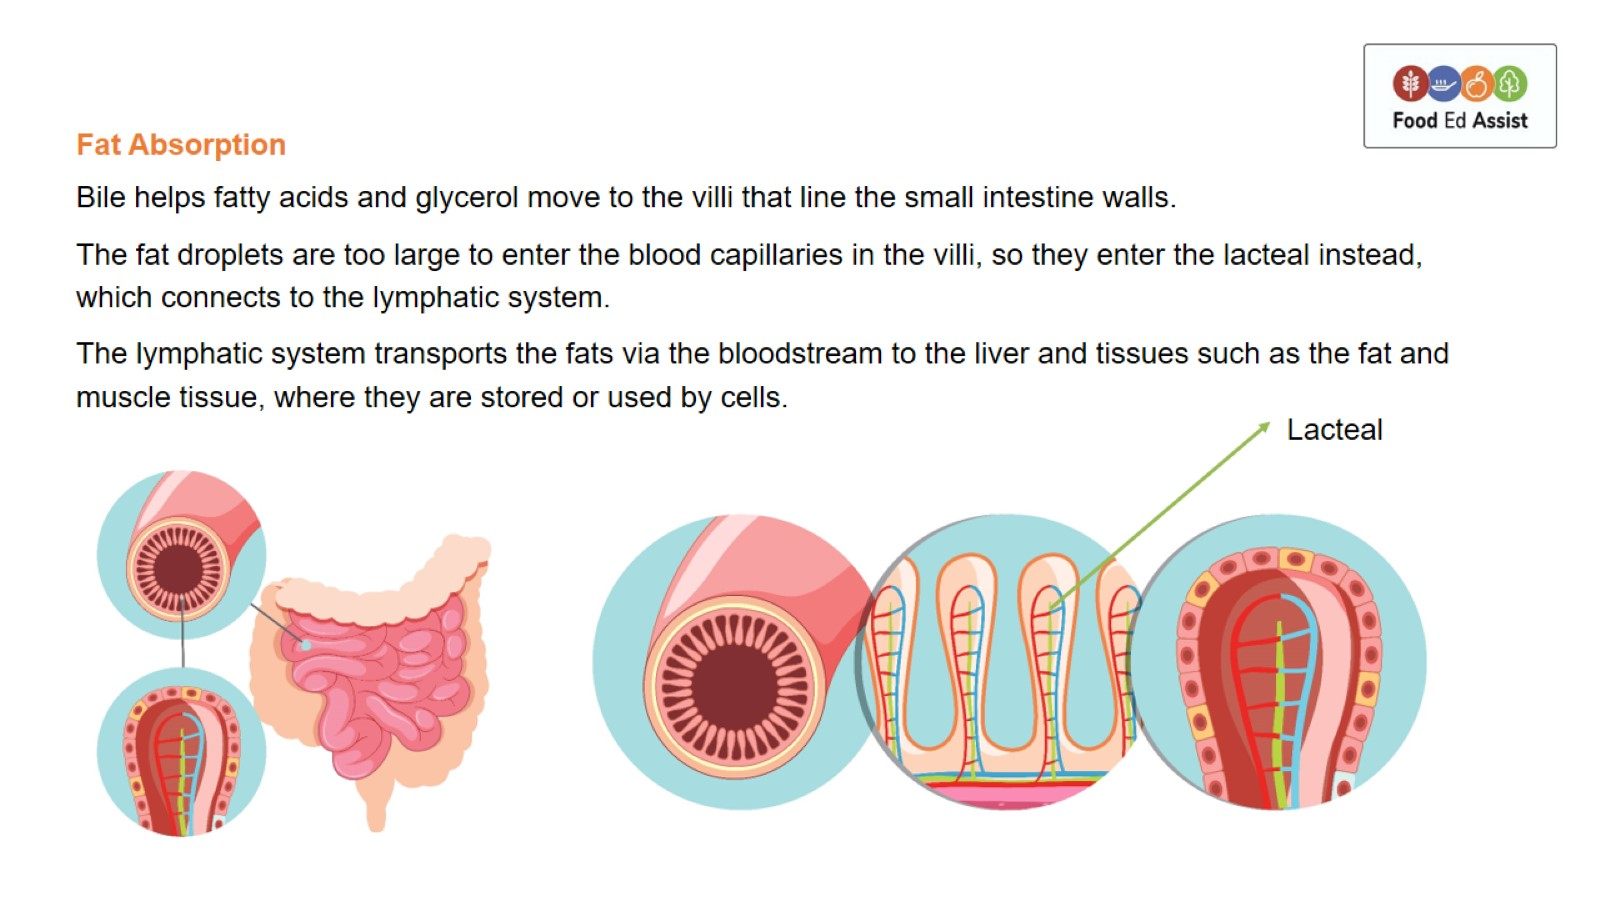 Food Ed Assist
Fat Absorption
Bile helps fatty acids and glycerol move to the villi that line the small intestine walls.
The fat droplets are too large to enter the blood capillaries in the villi, so they enter the lacteal instead,
which connects to the lymphatic system.
The lymphatic system transports the fats via the bloodstream to the liver and tissues such as the fat and
muscle tissue, where they are stored or used by cells.
Lacteal